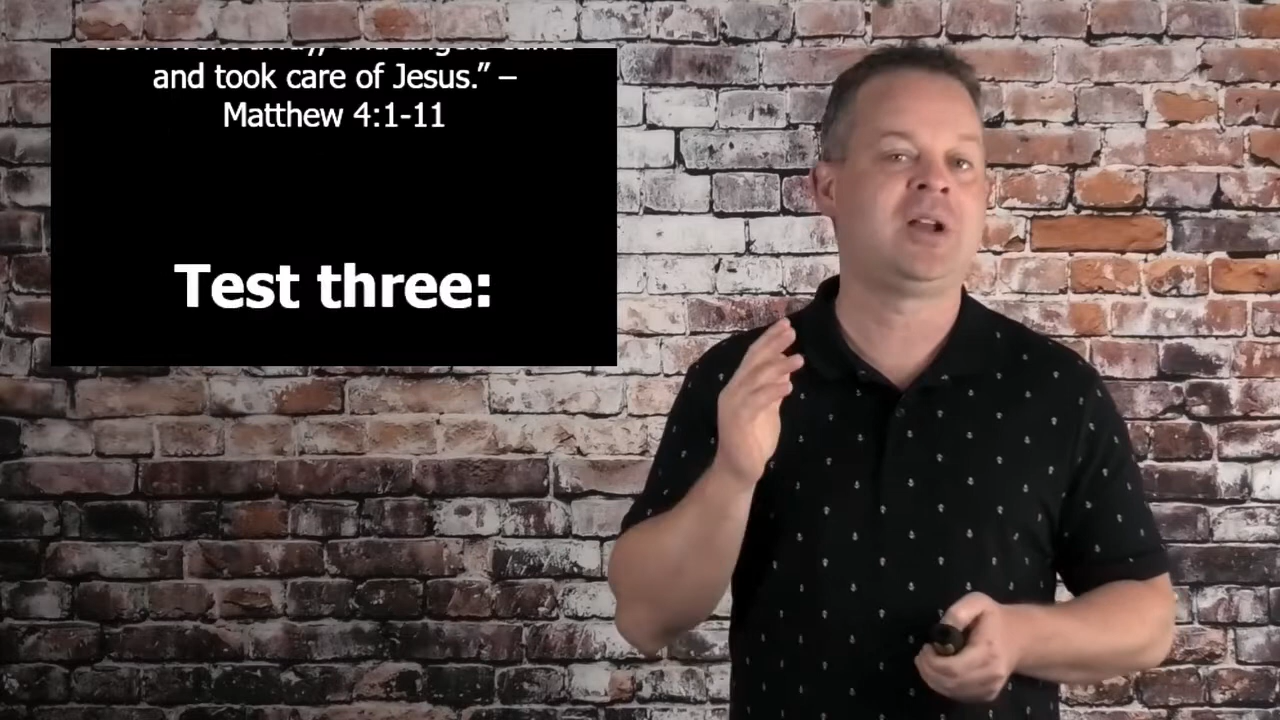 and took care of Jesus.” –
Matthew 4:1-11
Test three: